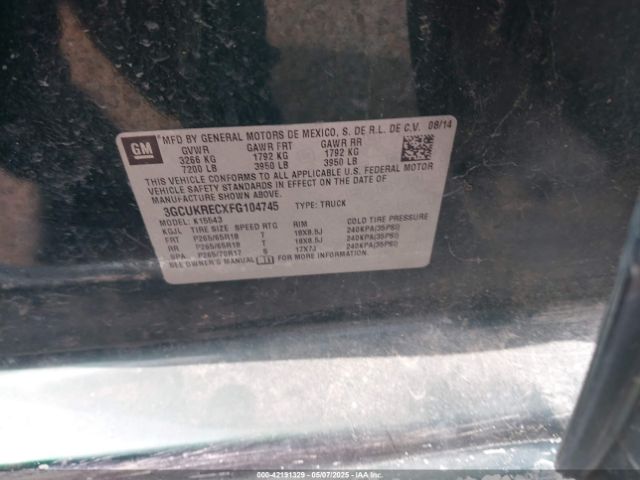 GM
MFD BY GENERAL MOTORS DE MEXICO, S. DE R.L. DE C.V. 08/14
GVWR GAWR FRT GAWR RR
3266 KG 1792 KG 1792 KG
7200 LB 3950 LB 3950 LB
THIS VEHICLE CONFORMS TO ALL APPLICABLE U.S. FEDERAL MOTOR
VEHICLE SAFETY STANDARDS IN EFFECT ON THE DATE OF
MANUFACTURE SHOWN ABOVE.
3GCUKRECXFG104745 TYPE: TRUCK
MODEL: K15543
KGJL TIRE SIZE SPEED RTG RIM COLD TIRE PRESSURE
FRT P265/65R18 T 18X8.5J 240KPA(35PSI)
RR P265/65R18 T 18X8.5J 240KPA(35PSI)
SPA P265/70R17 S 17X7J 240KPA(35PSI)
SEE OWNER'S MANUAL FOR MORE INFORMATION.
00-42191329 05/07/2025 IAA Inc.